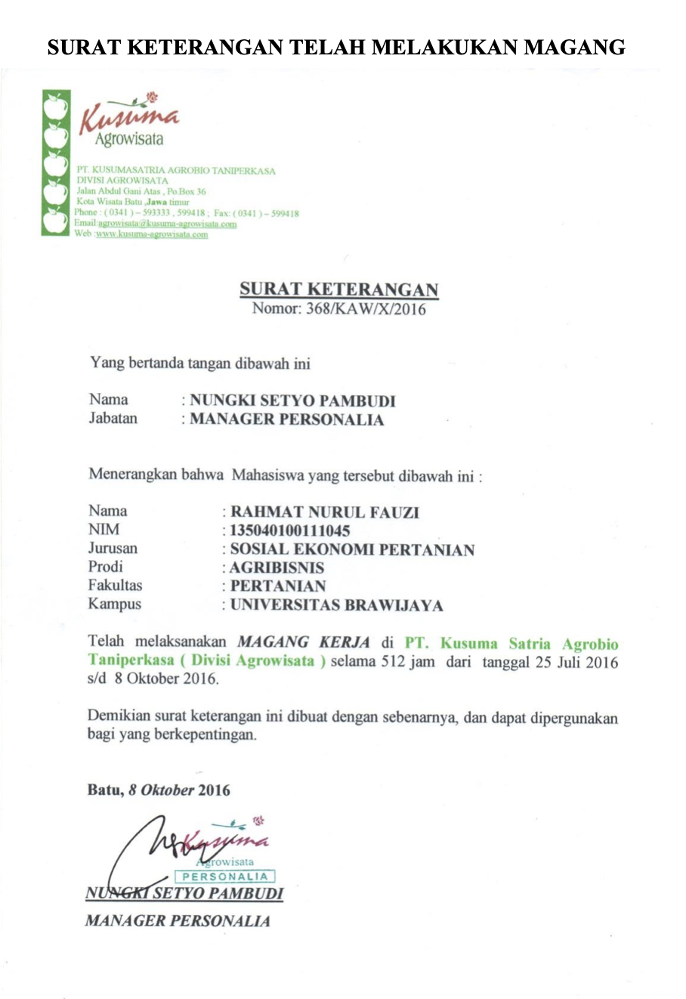 SURAT KETERANGAN TELAH MELAKUKAN MAGANG
Kusuma
Agrowisata
PT. KUSUMASATRIA AGROBIO TANIPERKASA
DIVISI AGROWISATA
Jalan Abdul Gani Atas , Po.Box 36
Kota Wisata Batu ,Jawa timur
Phone : ( 0341 ) – 593333 , 599418 ; Fax: ( 0341 ) – 599418
Email:agrowisata@kusuma-agrowisata.com
Web :www.kusuma-agrowisata.com
SURAT KETERANGAN
Nomor: 368/KAW/X/2016
Yang bertanda tangan dibawah ini
Nama : NUNGKI SETYO PAMBUDI
Jabatan : MANAGER PERSONALIA
Menerangkan bahwa Mahasiswa yang tersebut dibawah ini :
Nama : RAHMAT NURUL FAUZI
NIM : 135040100111045
Jurusan : SOSIAL EKONOMI PERTANIAN
Prodi : AGRIBISNIS
Fakultas : PERTANIAN
Kampus : UNIVERSITAS BRAWIJAYA
Telah melaksanakan MAGANG KERJA di PT. Kusuma Satria Agrobio
Taniperkasa ( Divisi Agrowisata ) selama 512 jam dari tanggal 25 Juli 2016
s/d 8 Oktober 2016.
Demikian surat keterangan ini dibuat dengan sebenarnya, dan dapat dipergunakan
bagi yang berkepentingan.
Batu, 8 Oktober 2016
Kusuma
Agrowisata
PERSONALIA
NUNGKI SETYO PAMBUDI
MANAGER PERSONALIA